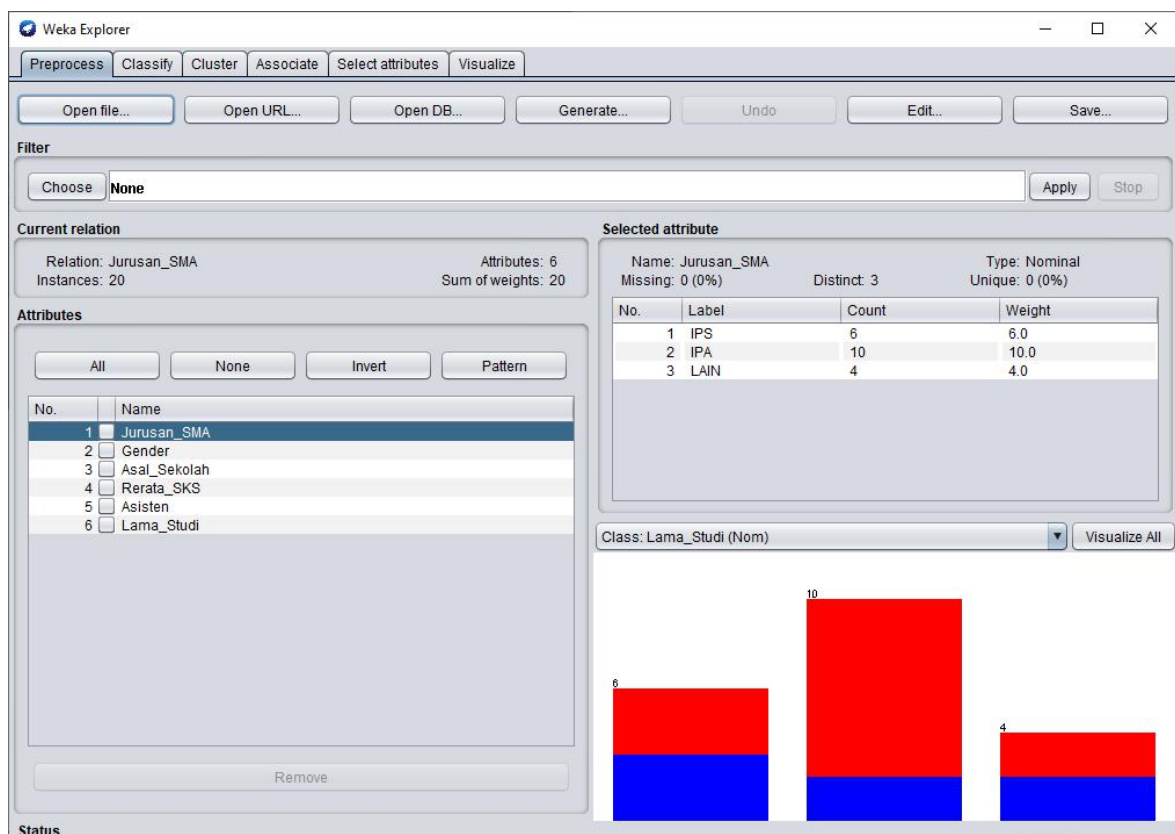 Weka Explorer
Preprocess Classify Cluster Associate Select attributes Visualize
Open file... Open URL... Open DB... Generate... Undo Edit... Save...
Filter
Choose None Apply Stop
Current relation
Relation: Jurusan_SMA Attributes: 6
Instances: 20 Sum of weights: 20
Attributes
All None Invert Pattern
No. Name
1 Jurusan_SMA
2 Gender
3 Asal_Sekolah
4 Rerata_SKS
5 Asisten
6 Lama_Studi
Remove
Selected attribute
Name: Jurusan_SMA Type: Nominal
Missing: 0 (0%) Distinct: 3 Unique: 0 (0%)
No. Label Count Weight
1 IPS 6 6.0
2 IPA 10 10.0
3 LAIN 4 4.0
Class: Lama_Studi (Nom) Visualize All
6 10 4
Status